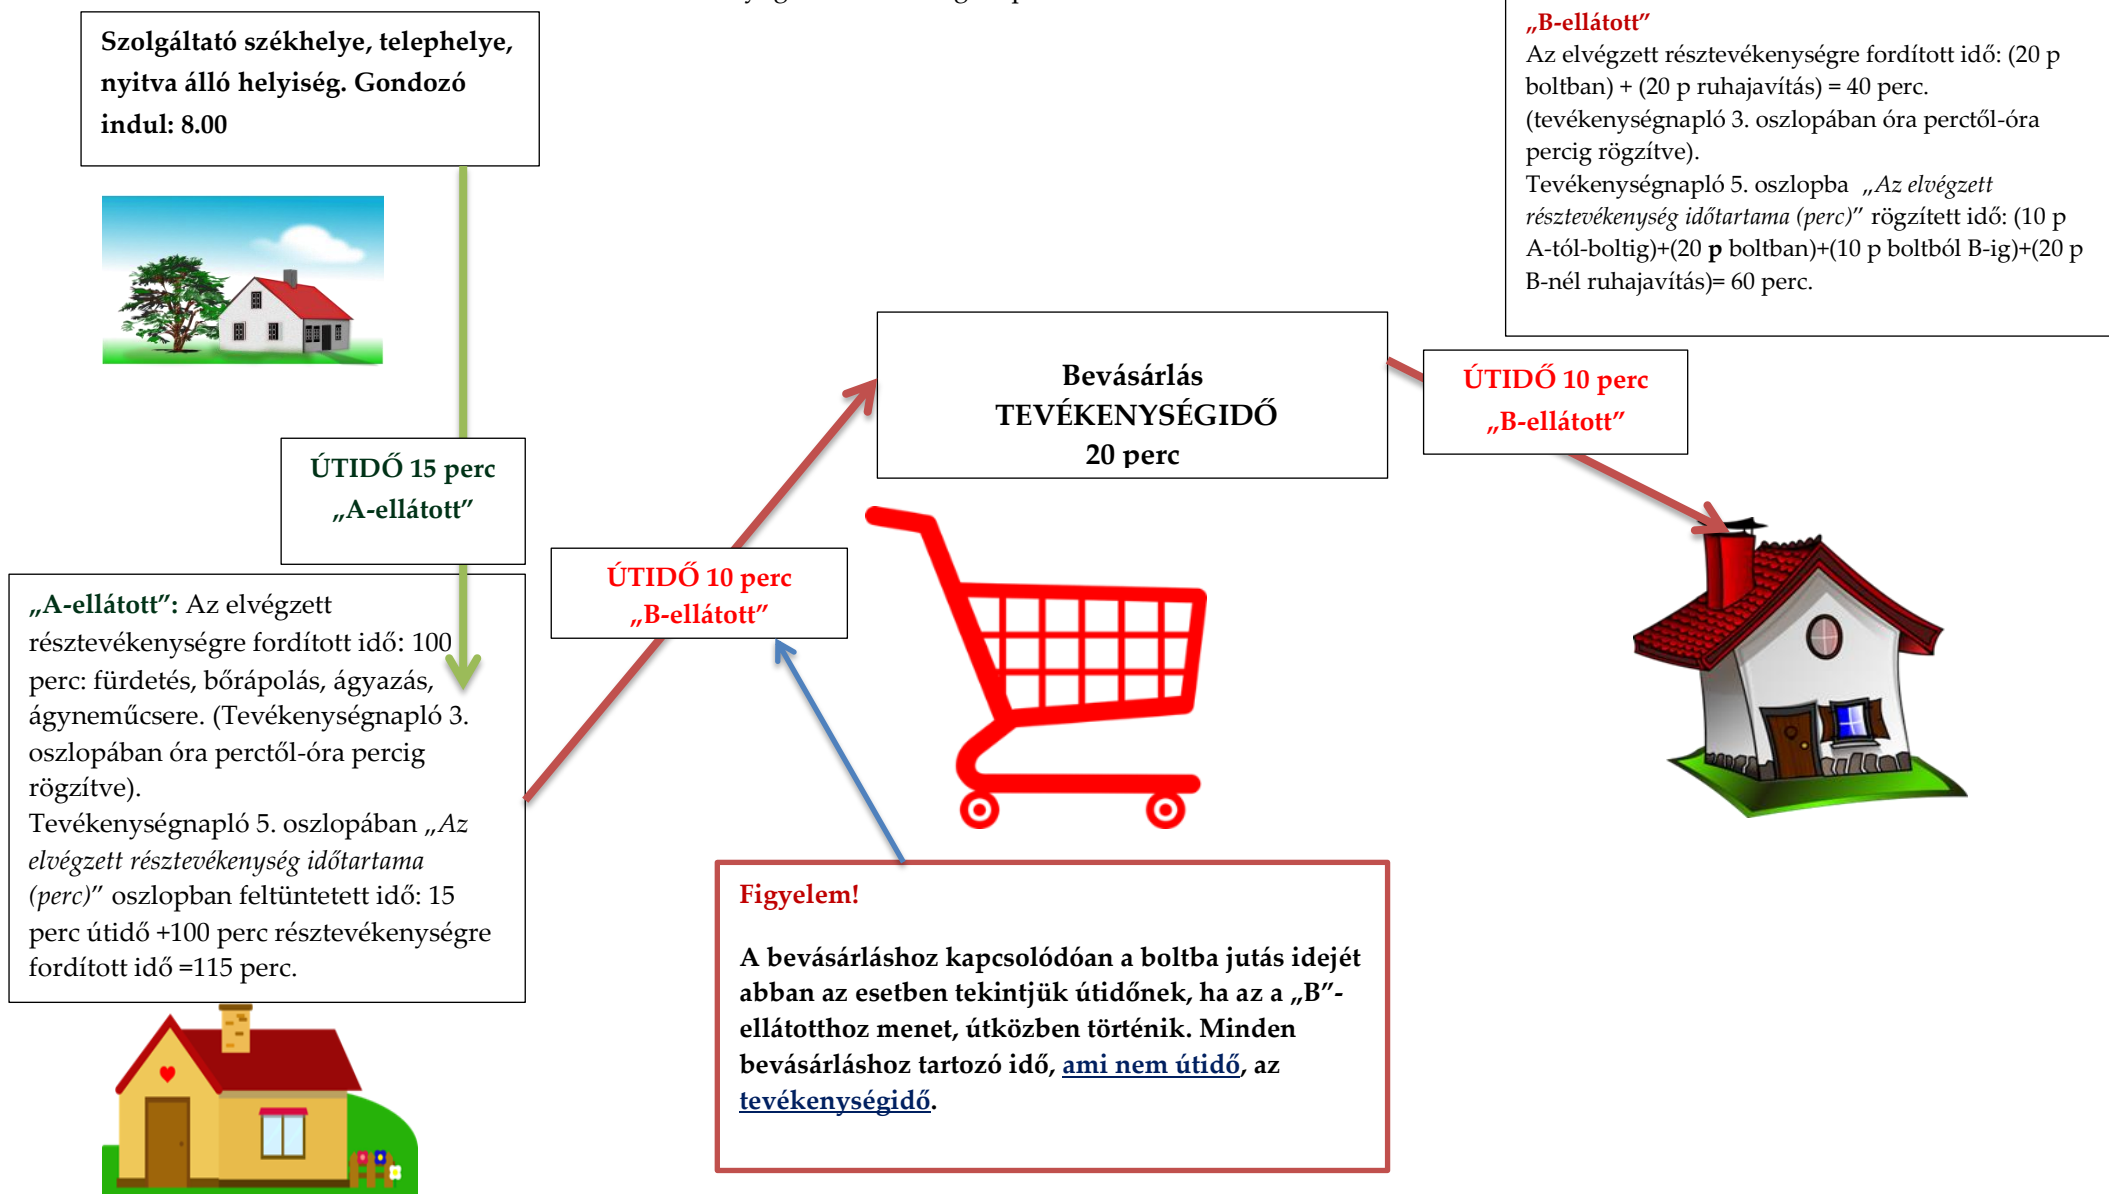 Szolgáltató székhelye, telephelye,
nyitva álló helyiség. Gondozó
indul: 8.00
„B-ellátott”
Az elvégzett résztevékenységre fordított idő: (20 p
boltban) + (20 p ruhajavítás) = 40 perc.
(tevékenységnapló 3. oszlopában óra perctől-óra
percig rögzítve).
Tevékenységnapló 5. oszlopba „Az elvégzett
résztevékenység időtartama (perc)” rögzített idő: (10 p
A-tól-boltig)+(20 p boltban)+(10 p boltból B-ig)+(20 p
B-nél ruhajavítás)= 60 perc.
Bevásárlás
TEVÉKENYSÉGIDŐ
20 perc
ÚTIDŐ 10 perc
„B-ellátott”
ÚTIDŐ 15 perc
„A-ellátott”
ÚTIDŐ 10 perc
„B-ellátott”
„A-ellátott”: Az elvégzett
résztevékenységre fordított idő: 100
perc: fürdetés, bőrápolás, ágyazás,
ágyneműcsere. (Tevékenységnapló 3.
oszlopában óra perctől-óra percig
rögzítve).
Tevékenységnapló 5. oszlopában „Az
elvégzett résztevékenység időtartama
(perc)” oszlopban feltüntetett idő: 15
perc útidő +100 perc résztevékenységre
fordított idő =115 perc.
Figyelem!
A bevásárláshoz kapcsolódóan a boltba jutás idejét
abban az esetben tekintjük útidőnek, ha az a „B”-
ellátotthoz menet, útközben történik. Minden
bevásárláshoz tartozó idő, ami nem útidő, az
tevékenységidő.